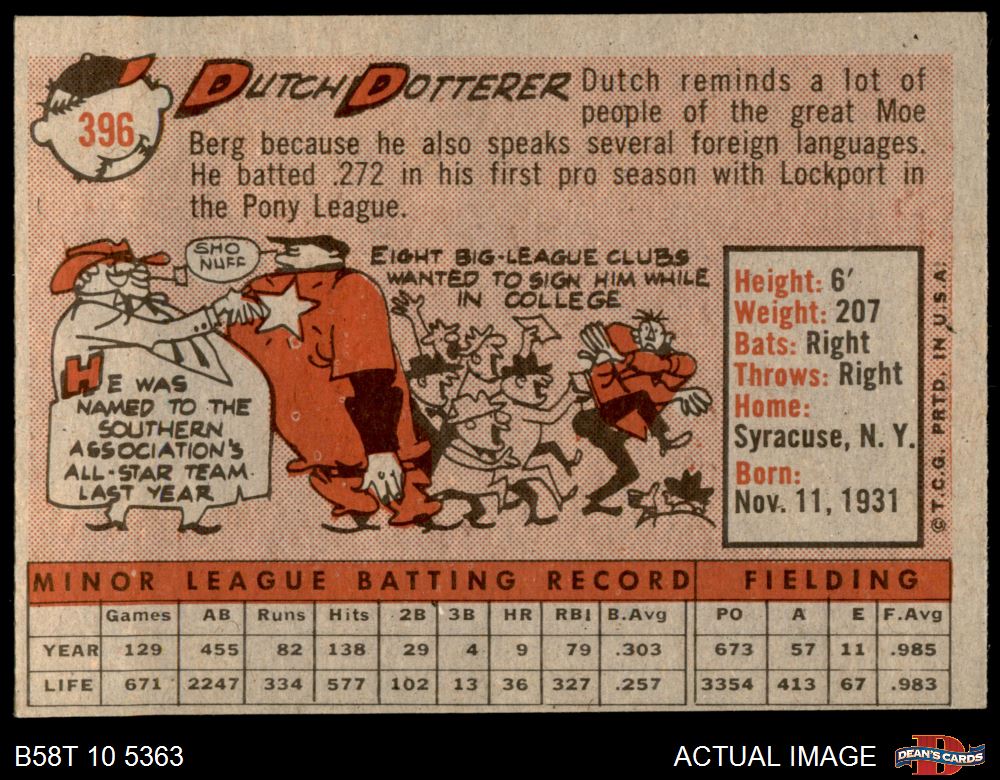 396
DUTCH DOTTERER
Dutch reminds a lot of
people of the great Moe
Berg because he also speaks several foreign languages.
He batted .272 in his first pro season with Lockport in
the Pony League.
SHO
NUFF
EIGHT BIG-LEAGUE CLUBS
WANTED TO SIGN HIM WHILE
IN COLLEGE
HE WAS
NAMED TO THE
SOUTHERN
ASSOCIATION'S
ALL-STAR TEAM
LAST YEAR
Height: 6'
Weight: 207
Bats: Right
Throws: Right
Home:
Syracuse, N. Y.
Born:
Nov. 11, 1931
© T.C.G. PRTD. IN U.S.A.
MINOR LEAGUE BATTING RECORD FIELDING
Games AB Runs Hits 2B 3B HR RBI B.Avg PO A E F.Avg
YEAR 129 455 82 138 29 4 9 79 .303 673 57 11 .985
LIFE 671 2247 334 577 102 13 36 327 .257 3354 413 67 .983
B58T 10 5363
ACTUAL IMAGE
DEAN'S CARDS